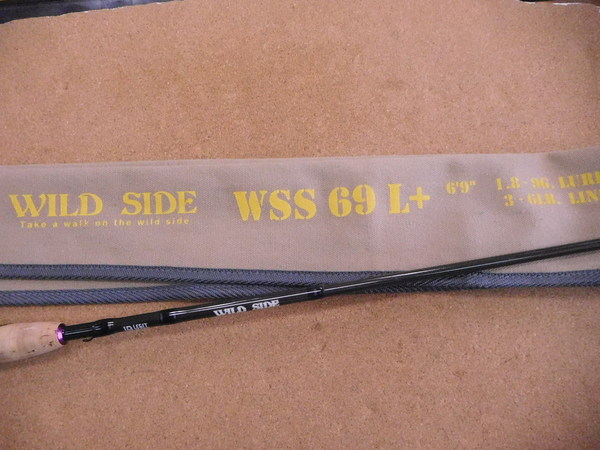 WILD SIDE
Take a walk on the wild side
WSS 69 L+
6'9"
1.8-9G. LURE
3-6LB. LIN
WILD SIDE